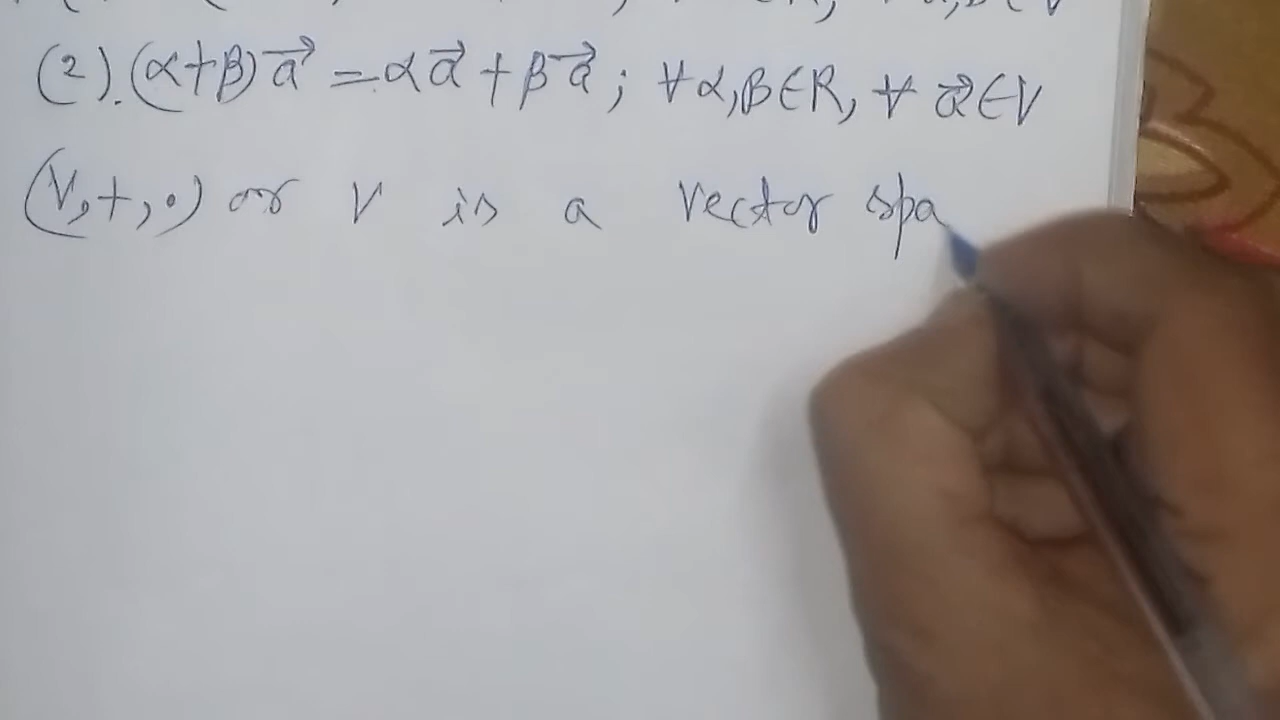 (2). (α+β)a⃗ = αa⃗ + βa⃗ ; ∀α,β∈R, ∀ a⃗∈V
(V,+,•) or V is a vector spa